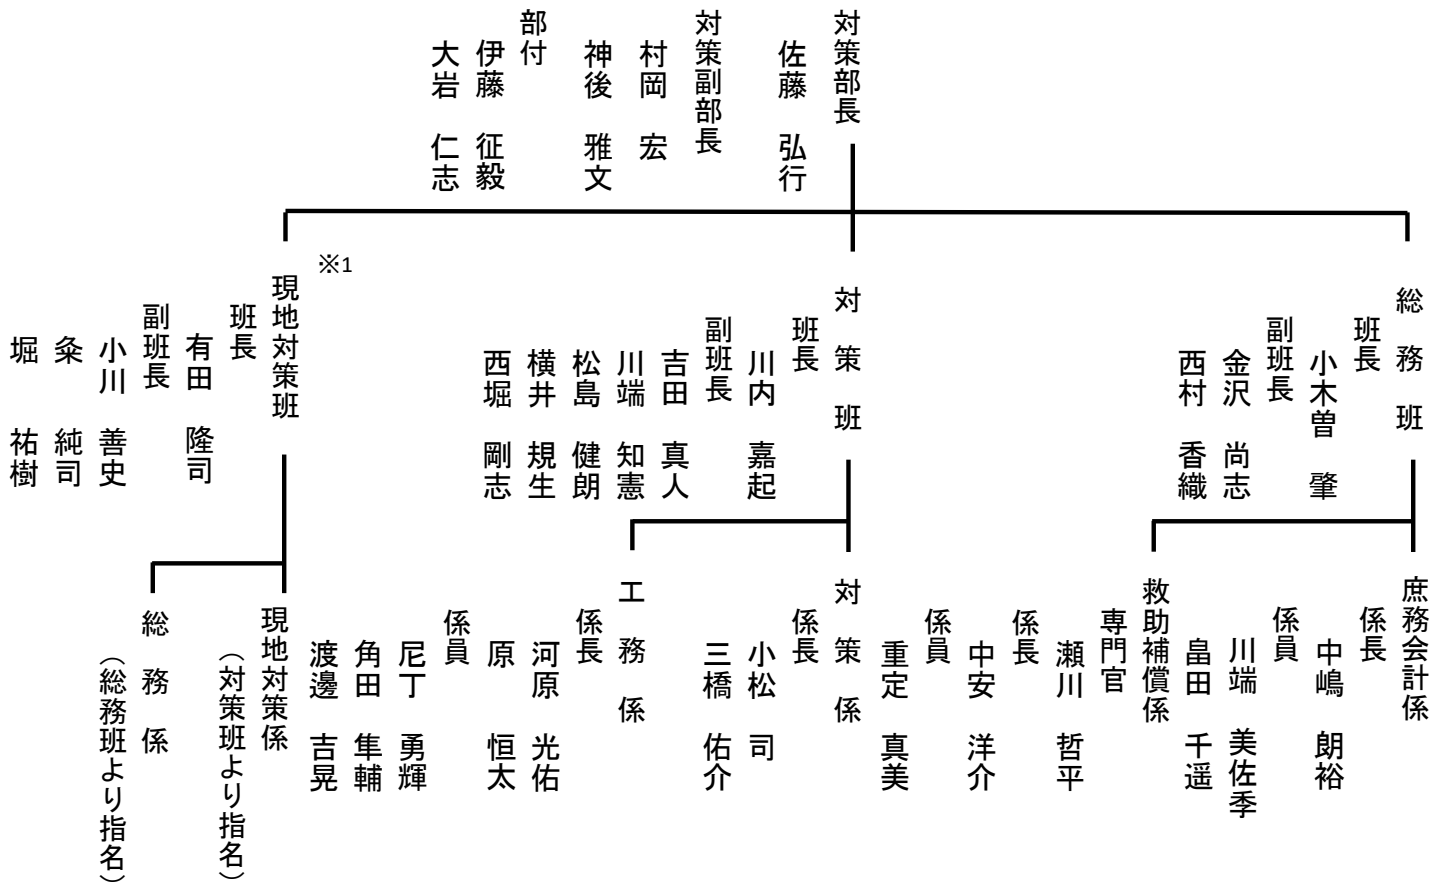 対策部長
佐藤 弘行
対策副部長
村岡 宏
神後 雅文
部付
伊藤 征毅
大岩 仁志
総務班
班長
小木曽 肇
副班長
金沢 尚志
西村 香織
庶務会計係
係長
中嶋 朗裕
係員
川端 美佐季
畠田 千遥
救助補償係
専門官
瀬川 哲平
係長
中安 洋介
係員
重定 真美
対策班
班長
川内 嘉起
副班長
吉田 真人
川端 知憲
松島 健朗
横井 規生
西堀 剛志
対策係
係長
小松 司
三橋 佑介
工務係
係長
河原 光佑
原 恒太
係員
尼丁 勇輝
角田 隼輔
渡邊 吉晃
※1
現地対策班
班長
有田 隆司
副班長
小川 善史
粂 純司
堀 祐樹
現地対策係
（対策班より指名）
総務係
（総務班より指名）